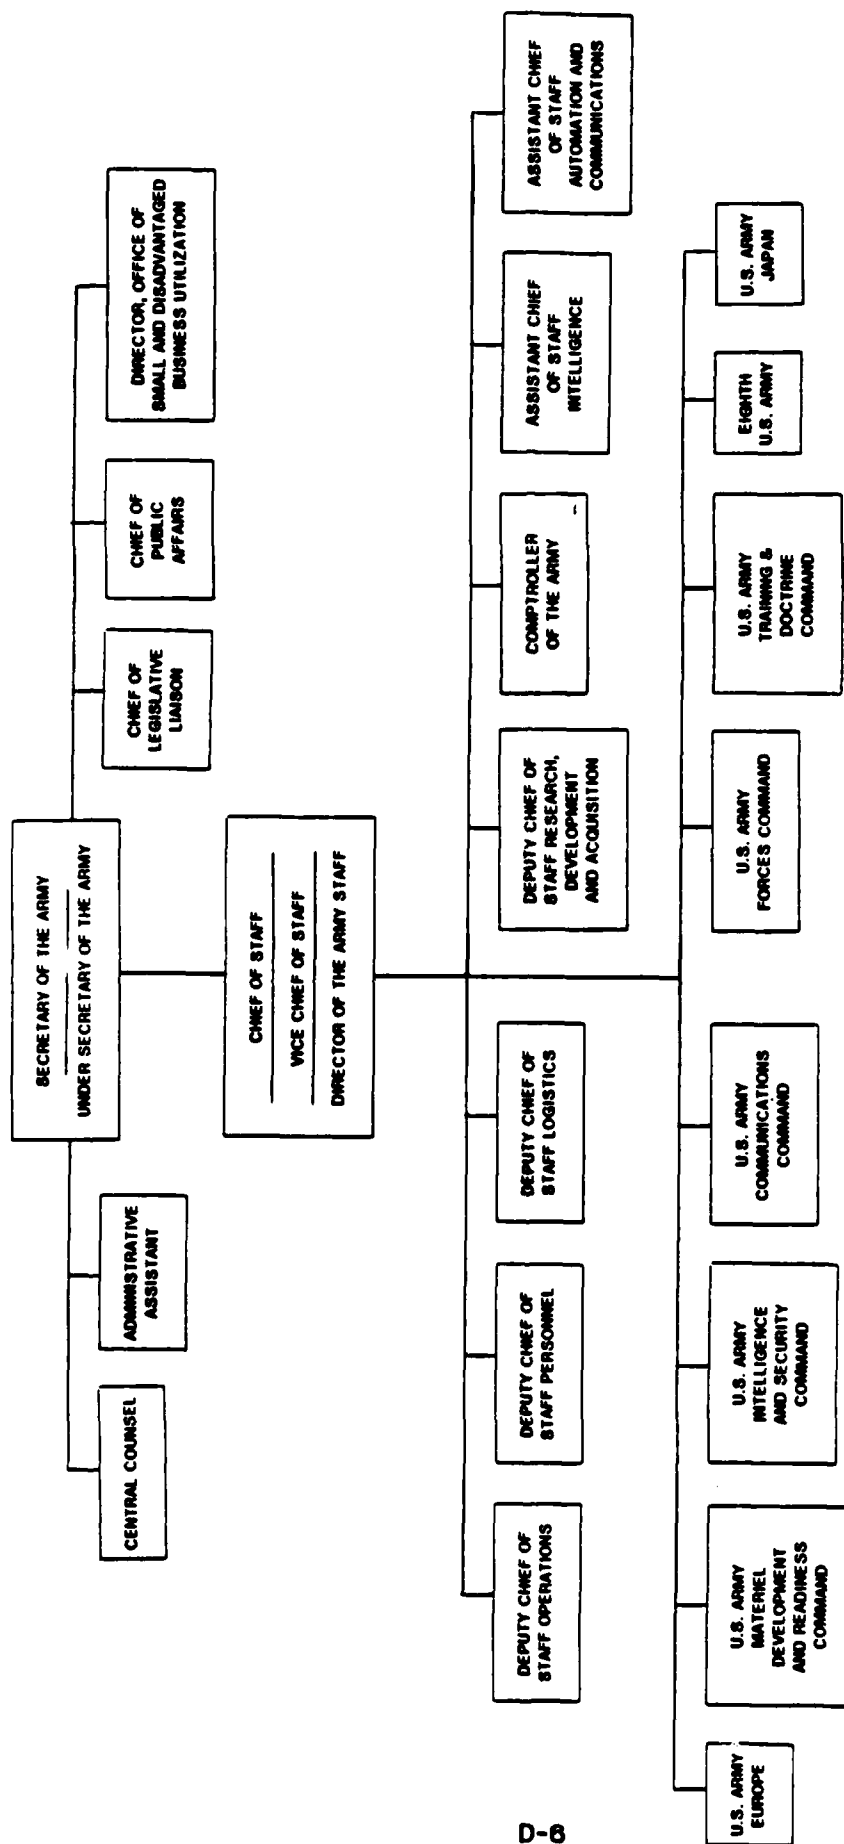 SECRETARY OF THE ARMY
UNDER SECRETARY OF THE ARMY
CENTRAL COUNSEL
ADMINISTRATIVE
ASSISTANT
CHIEF OF
LEGISLATIVE
LIAISON
CHIEF OF
PUBLIC
AFFAIRS
DIRECTOR, OFFICE OF
SMALL AND DISADVANTAGED
BUSINESS UTILIZATION
CHIEF OF STAFF
VICE CHIEF OF STAFF
DIRECTOR OF THE ARMY STAFF
DEPUTY CHIEF OF
STAFF OPERATIONS
DEPUTY CHIEF OF
STAFF PERSONNEL
DEPUTY CHIEF OF
STAFF LOGISTICS
DEPUTY CHIEF OF
STAFF RESEARCH,
DEVELOPMENT
AND ACQUISITION
COMPTROLLER
OF THE ARMY
ASSISTANT CHIEF
OF STAFF
INTELLIGENCE
ASSISTANT CHIEF
OF STAFF
AUTOMATION AND
COMMUNICATIONS
U.S. ARMY
EUROPE
U.S. ARMY
MATERIEL
DEVELOPMENT
AND READINESS
COMMAND
U.S. ARMY
INTELLIGENCE
AND SECURITY
COMMAND
U.S. ARMY
COMMUNICATIONS
COMMAND
U.S. ARMY
FORCES COMMAND
U.S. ARMY
TRAINING &
DOCTRINE
COMMAND
EIGHTH
U.S. ARMY
U.S. ARMY
JAPAN
D-6